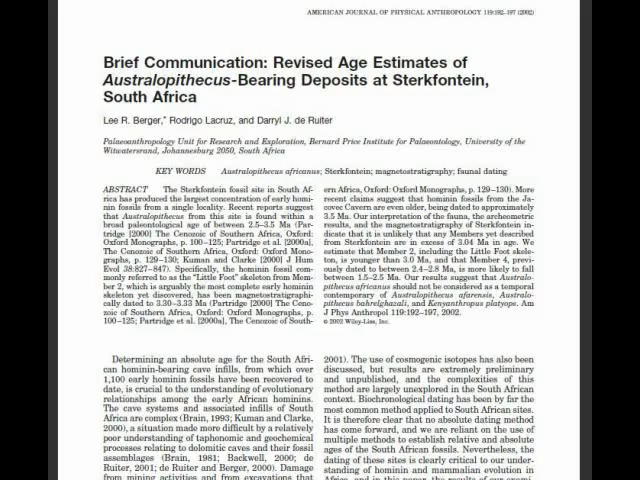 AMERICAN JOURNAL OF PHYSICAL ANTHROPOLOGY 119:192–197 (2002)
Brief Communication: Revised Age Estimates of
Australopithecus-Bearing Deposits at Sterkfontein,
South Africa
Lee R. Berger,* Rodrigo Lacruz, and Darryl J. de Ruiter
Palaeoanthropology Unit for Research and Exploration, Bernard Price Institute for Palaeontology, University of the
Witwatersrand, Johannesburg 2050, South Africa
KEY WORDS Australopithecus africanus; Sterkfontein; magnetostratigraphy; faunal dating
ABSTRACT The Sterkfontein fossil site in South Af-
rica has produced the largest concentration of early homi-
nin fossils from a single locality. Recent reports suggest
that Australopithecus from this site is found within a
broad paleontological age of between 2.5–3.5 Ma (Par-
tridge [2000] The Cenozoic of Southern Africa, Oxford:
Oxford Monographs, p. 100–125; Partridge et al. [2000a],
The Cenozoic of Southern Africa, Oxford: Oxford Mono-
graphs, p. 129–130; Kuman and Clarke [2000] J Hum
Evol 38:827–847). Specifically, the hominin fossil com-
monly referred to as the “Little Foot” skeleton from Mem-
ber 2, which is arguably the most complete early hominin
skeleton yet discovered, has been magnetostratigraphi-
cally dated to 3.30–3.33 Ma (Partridge [2000] The Ceno-
zoic of Southern Africa, Oxford: Oxford Monographs, p.
100–125; Partridge et al. [2000a], The Cenozoic of South-
ern Africa, Oxford: Oxford Monographs, p. 129–130). More
recent claims suggest that hominin fossils from the Ja-
covec Cavern are even older, being dated to approximately
3.5 Ma. Our interpretation of the fauna, the archeometric
results, and the magnetostratigraphy of Sterkfontein in-
dicate that it is unlikely that any Members yet described
from Sterkfontein are in excess of 3.04 Ma in age. We
estimate that Member 2, including the Little Foot skele-
ton, is younger than 3.0 Ma, and that Member 4, previ-
ously dated to between 2.4–2.8 Ma, is more likely to fall
between 1.5–2.5 Ma. Our results suggest that Australo-
pithecus africanus should not be considered as a temporal
contemporary of Australopithecus afarensis, Australo-
pithecus bahrelghazali, and Kenyanthropus platyops. Am
J Phys Anthropol 119:192–197, 2002.
© 2002 Wiley-Liss, Inc.
Determining an absolute age for the South Afri-
can hominin-bearing cave infills, from which over
1,100 early hominin fossils have been recovered to
date, is crucial to the understanding of evolutionary
relationships among the early African hominins.
The cave systems and associated infills of South
Africa are complex (Brain, 1993; Kuman and Clarke,
2000), a situation made more difficult by a relatively
poor understanding of taphonomic and geochemical
processes relating to dolomitic caves and their fossil
assemblages (Brain, 1981; Backwell, 2000; de
Ruiter, 2001; de Ruiter and Berger, 2000). Damage
from mining activities and from excavations that
2001). The use of cosmogenic isotopes has also been
discussed, but results are extremely preliminary
and unpublished, and the complexities of this
method are largely unexplored in the South African
context. Biochronological dating has been by far the
most common method applied to South African sites.
It is therefore clear that no absolute dating method
has come forward, and we are reliant on the use of
multiple methods to establish relative and absolute
ages of the South African fossils. Nevertheless, the
dating of these sites is clearly critical to our under-
standing of hominin and mammalian evolution in